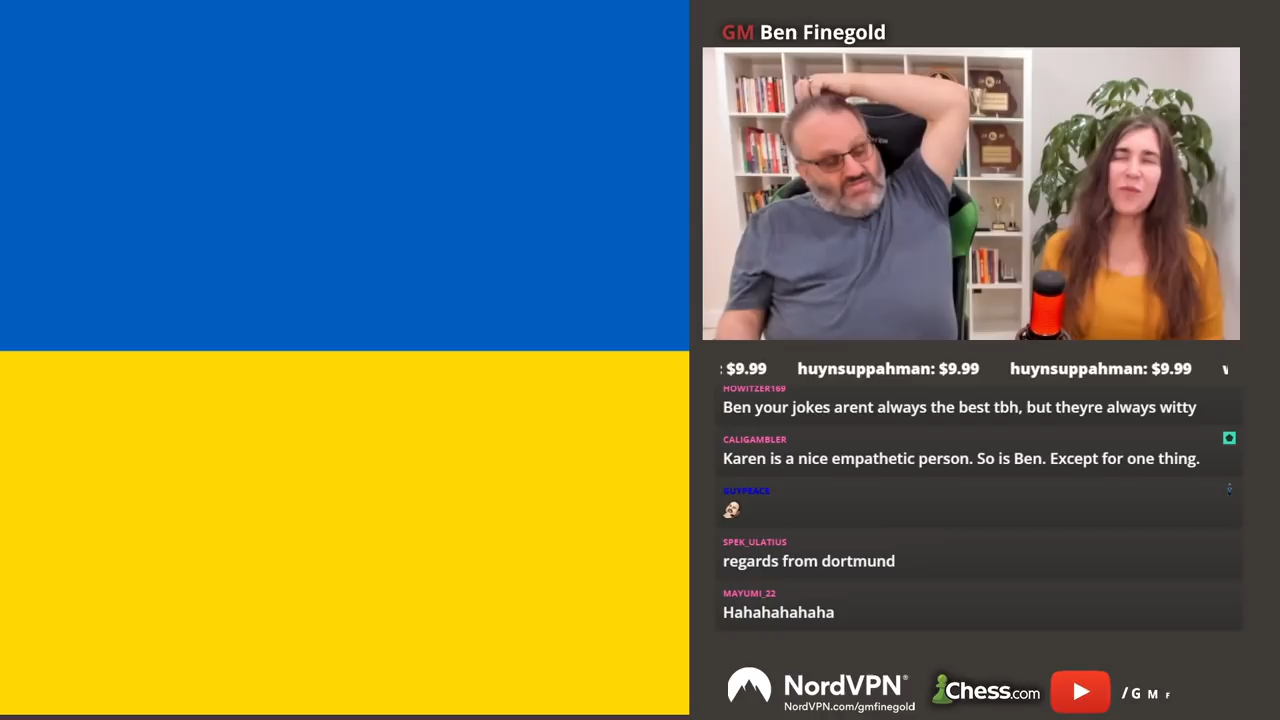 GM Ben Finegold
: $9.99 huynsuppahman: $9.99 huynsuppahman: $9.99
HOWITZER169
Ben your jokes arent always the best tbh, but theyre always witty
CALIGAMBLER
Karen is a nice empathetic person. So is Ben. Except for one thing.
GUYPEACE
SPEK_ULATIUS
regards from dortmund
MAYUMI_22
Hahahahahaha
NordVPN®
NordVPN.com/gmfinegold
Chess.com
/GMF